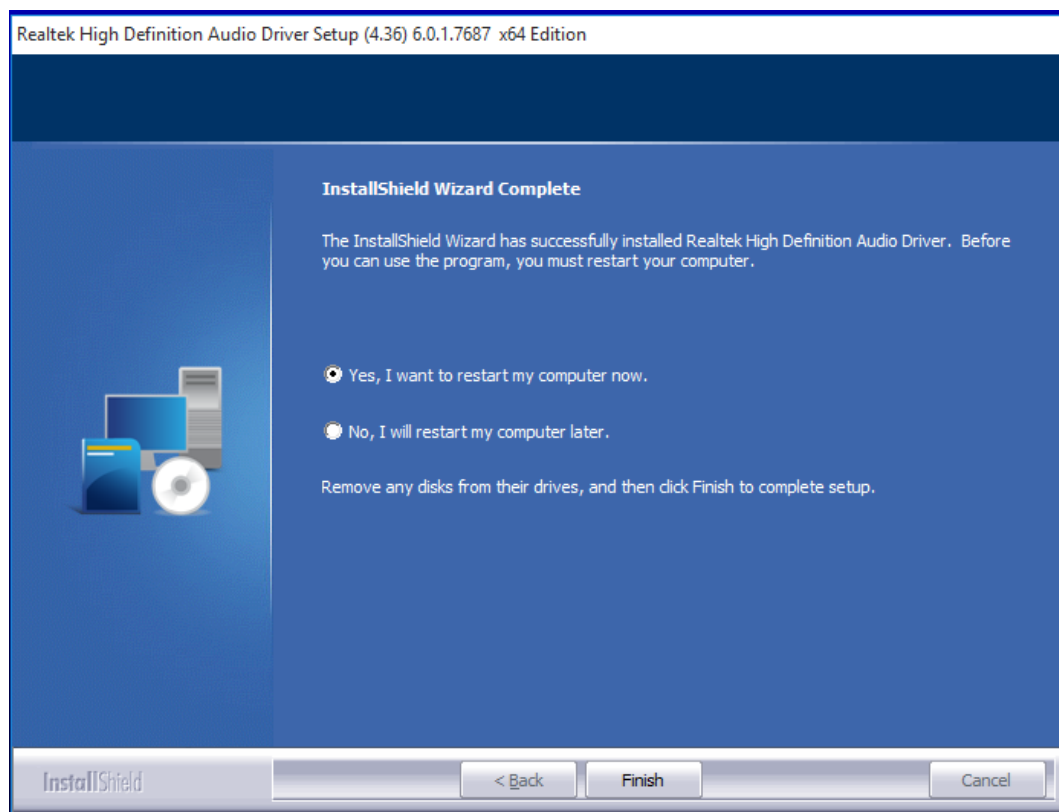 Realtek High Definition Audio Driver Setup (4.36) 6.0.1.7687 x64 Edition
InstallShield Wizard Complete
The InstallShield Wizard has successfully installed Realtek High Definition Audio Driver. Before
you can use the program, you must restart your computer.
Yes, I want to restart my computer now.
No, I will restart my computer later.
Remove any disks from their drives, and then click Finish to complete setup.
InstallShield
< Back
Finish
Cancel